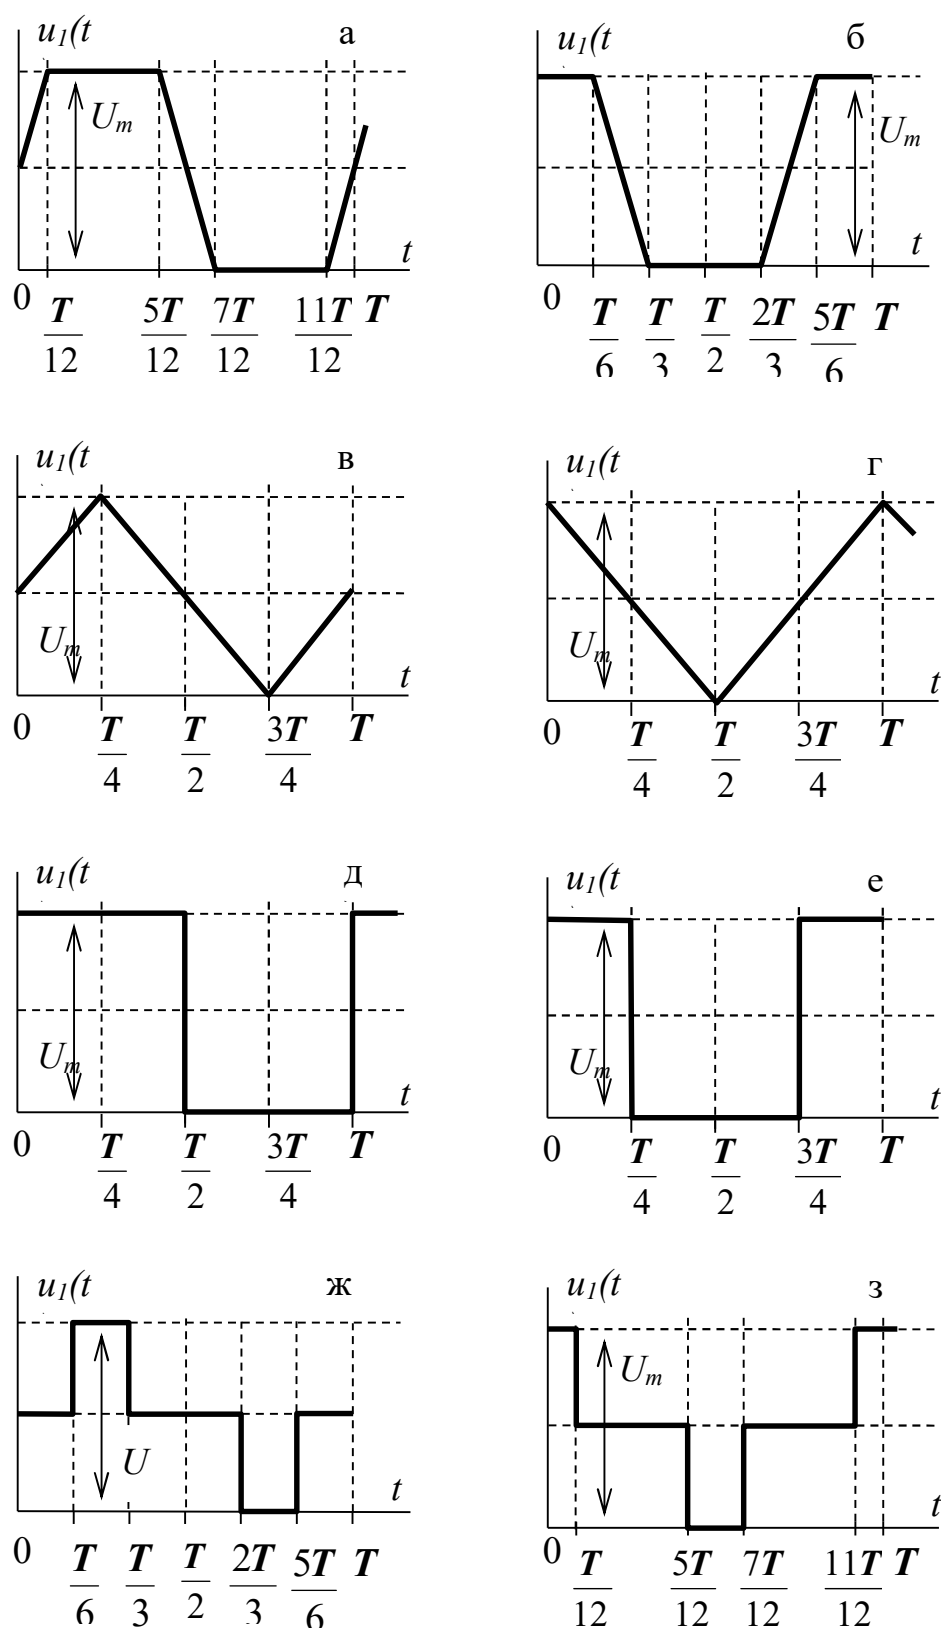 u1(t а
Um
t
0 T/12 5T/12 7T/12 11T/12 T
u1(t б
Um
t
0 T/6 T/3 T/2 2T/3 5T/6 T
u1(t в
Um
t
0 T/4 T/2 3T/4 T
u1(t г
Um
t
0 T/4 T/2 3T/4 T
u1(t д
Um
t
0 T/4 T/2 3T/4 T
u1(t е
Um
t
0 T/4 T/2 3T/4 T
u1(t ж
U
t
0 T/6 T/3 T/2 2T/3 5T/6 T
u1(t з
Um
t
0 T/12 5T/12 7T/12 11T/12 T